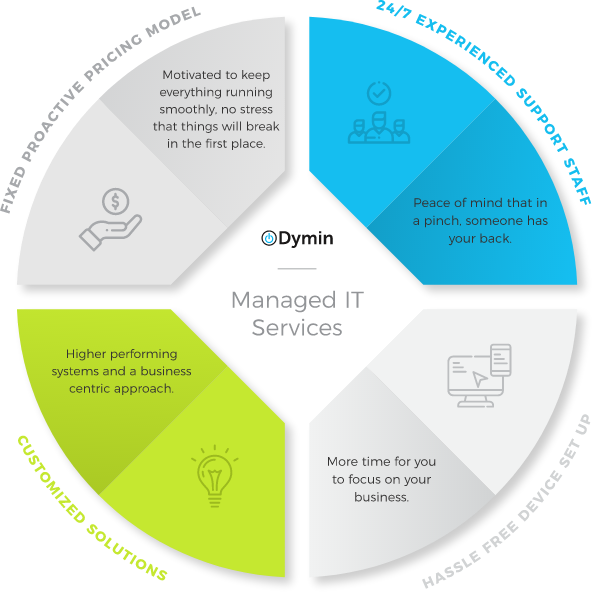 FIXED PROACTIVE PRICING MODEL
Motivated to keep
everything running
smoothly, no stress
that things will break
in the first place.
$
24/7 EXPERIENCED SUPPORT STAFF
Peace of mind that in
a pinch, someone has
your back.
Dymin
Managed IT
Services
Higher performing
systems and a business
centric approach.
CUSTOMIZED SOLUTIONS
More time for you
to focus on your
business.
HASSLE FREE DEVICE SET UP